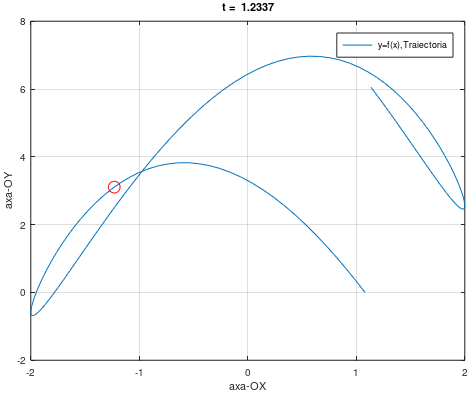 t = 1.2337
y=f(x),Traiectoria
8
6
4
2
0
-2
axa-OY
-2
-1
0
1
2
axa-OX